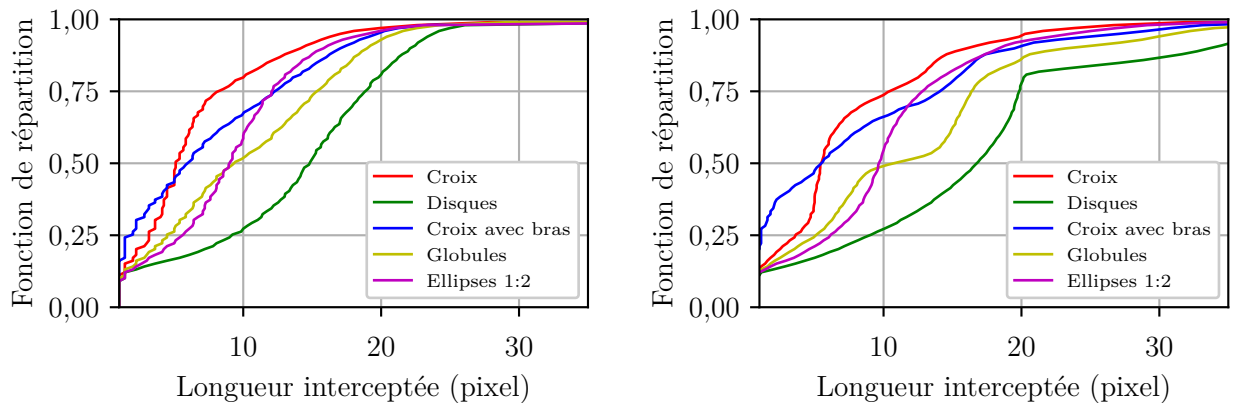 Fonction de répartition
1,00
0,75
0,50
0,25
0,00
10 20 30
Longueur interceptée (pixel)
Croix
Disques
Croix avec bras
Globules
Ellipses 1:2
Fonction de répartition
1,00
0,75
0,50
0,25
0,00
10 20 30
Longueur interceptée (pixel)
Croix
Disques
Croix avec bras
Globules
Ellipses 1:2